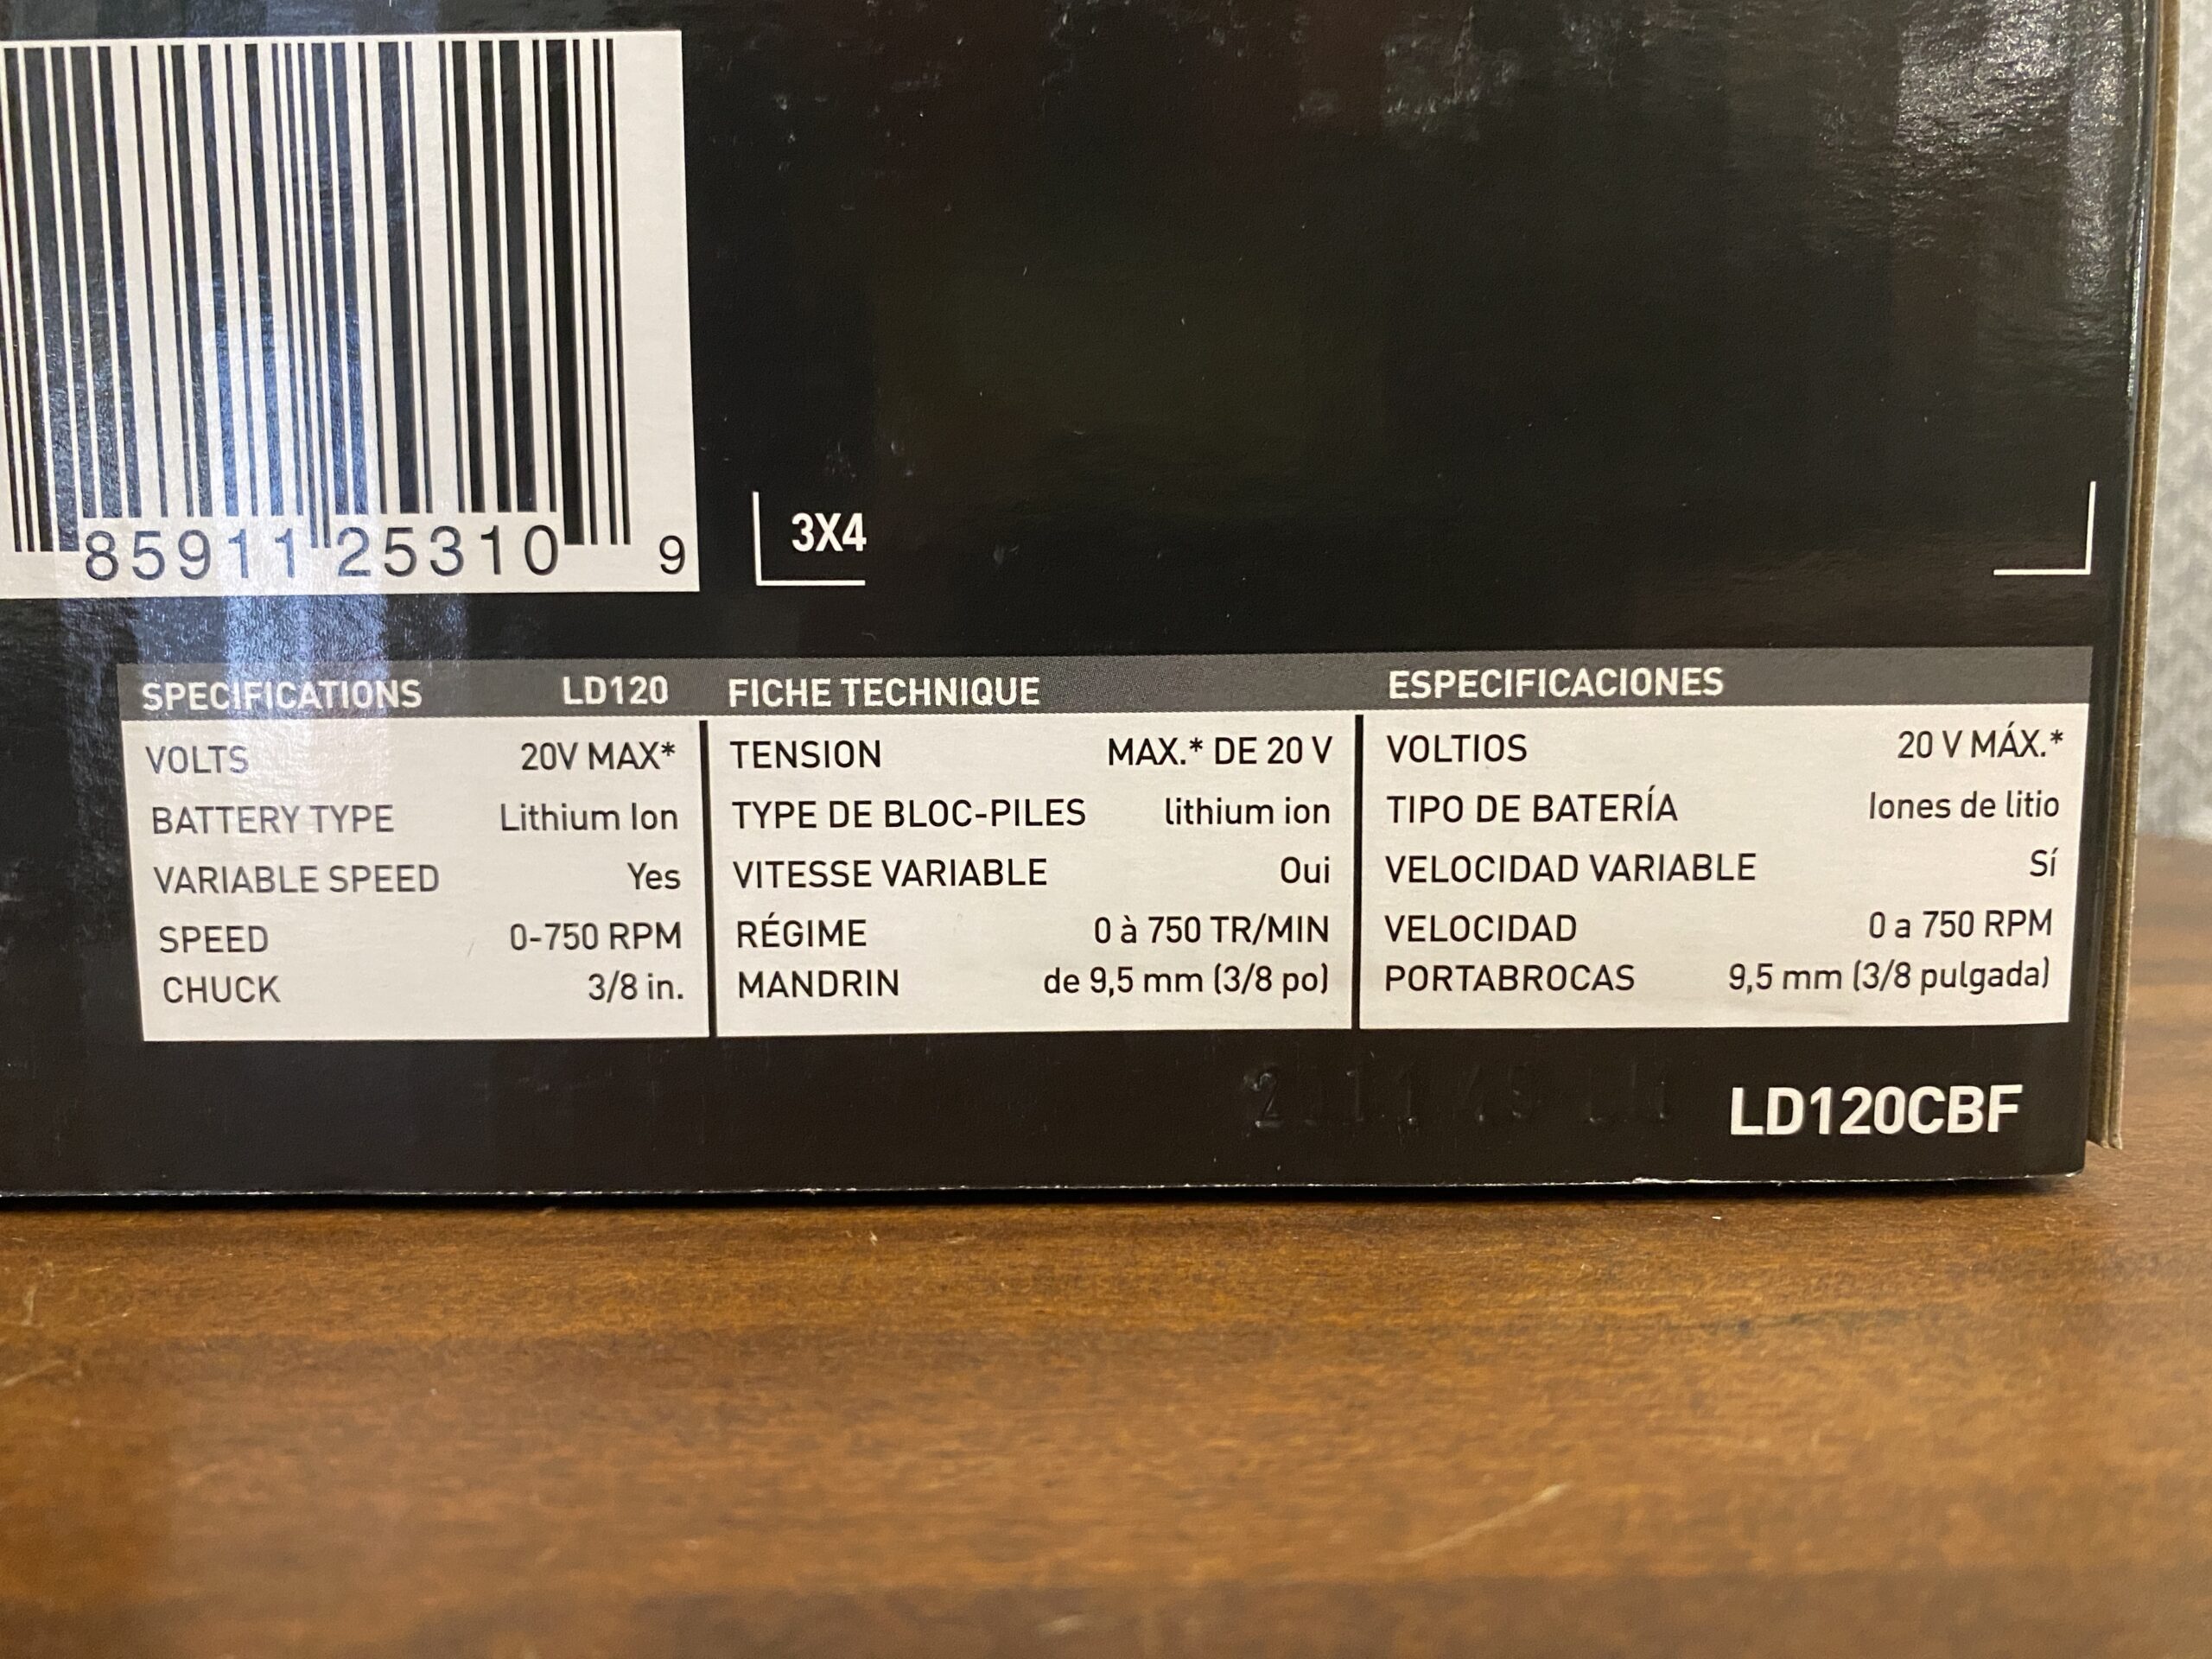 85911 25310 9
3X4
SPECIFICATIONS LD120
VOLTS 20V MAX*
BATTERY TYPE Lithium Ion
VARIABLE SPEED Yes
SPEED 0-750 RPM
CHUCK 3/8 in.
FICHE TECHNIQUE
TENSION MAX.* DE 20 V
TYPE DE BLOC-PILES lithium ion
VITESSE VARIABLE Oui
RÉGIME 0 à 750 TR/MIN
MANDRIN de 9,5 mm (3/8 po)
ESPECIFICACIONES
VOLTIOS 20 V MÁX.*
TIPO DE BATERÍA Iones de litio
VELOCIDAD VARIABLE Sí
VELOCIDAD 0 a 750 RPM
PORTABROCAS 9,5 mm (3/8 pulgada)
LD120CBF